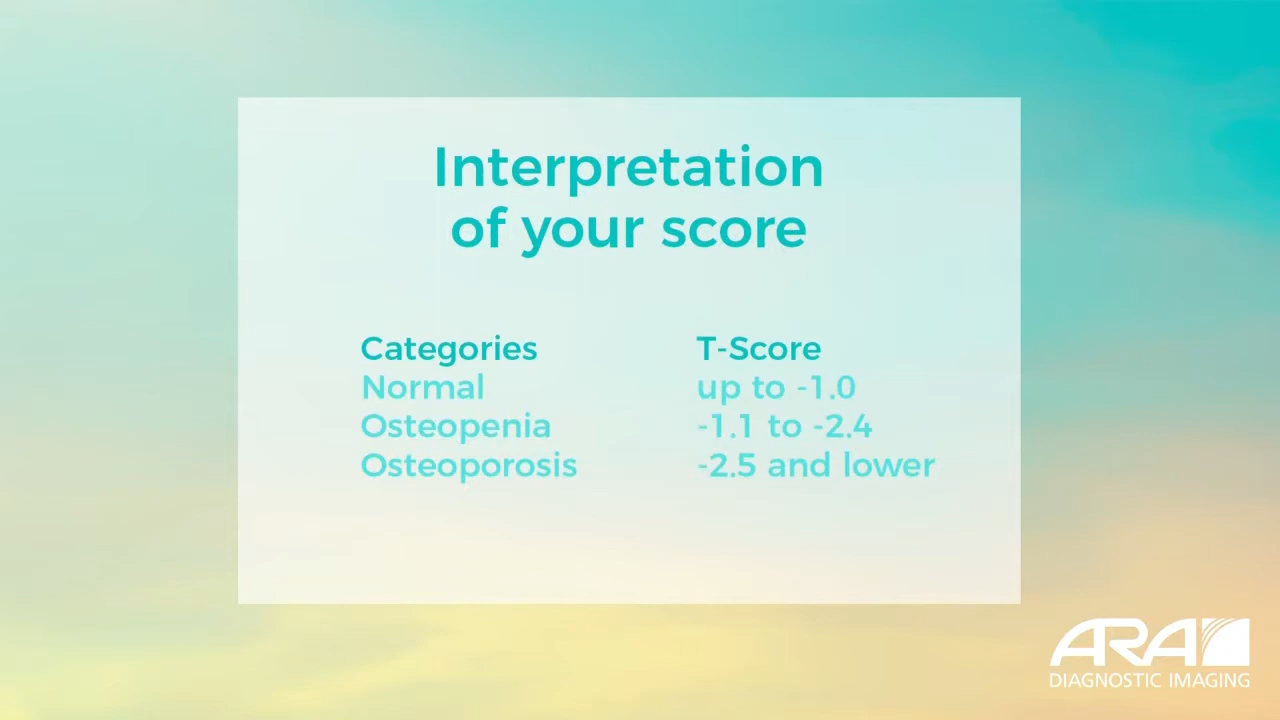 Interpretation
of your score
Categories T-Score
Normal up to -1.0
Osteopenia -1.1 to -2.4
Osteoporosis -2.5 and lower
ARA
DIAGNOSTIC IMAGING